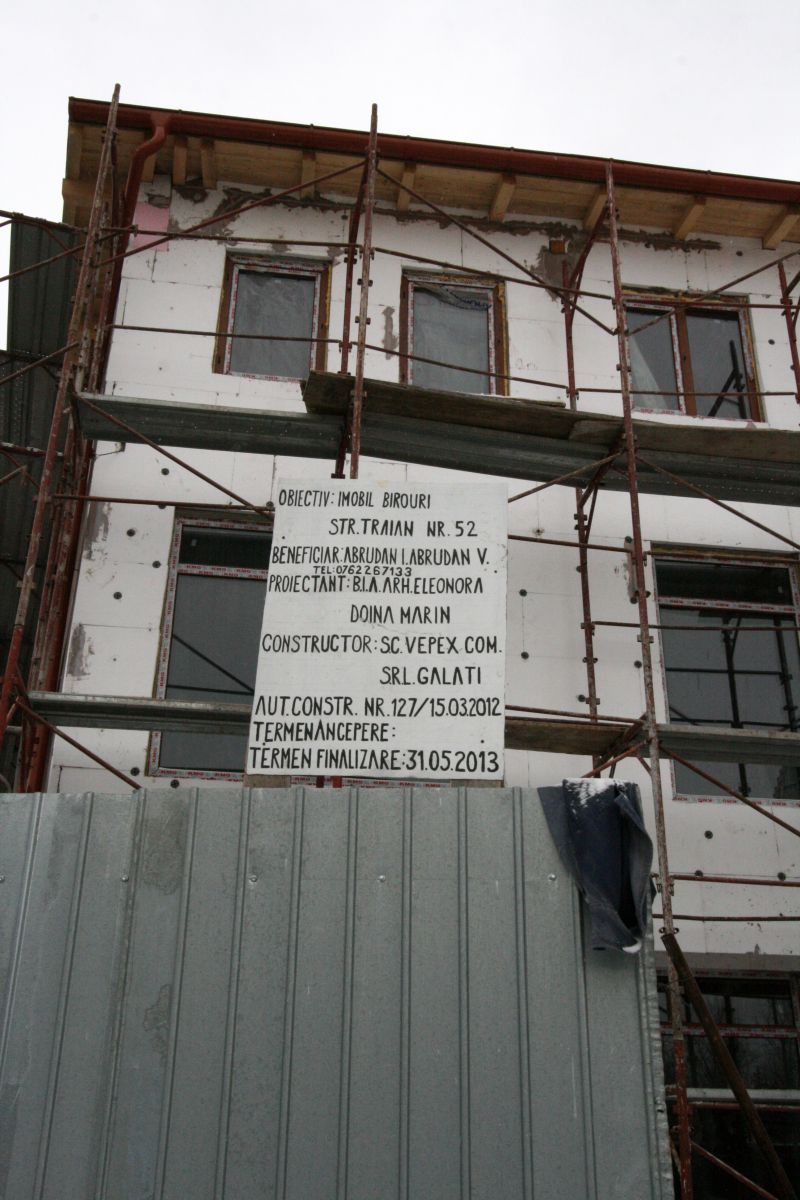 OBIECTIV: IMOBIL BIROURI
STR. TRAIAN NR. 52
BENEFICIAR: ABRUDAN I. ABRUDAN V.
TEL: 0762267133
PROIECTANT: B.I.A. ARH. ELEONORA
DOINA MARIN
CONSTRUCTOR: SC. VEPEX COM.
SRL. GALATI
AUT. CONSTR. NR. 127/15.03.2012
TERMEN ÎNCEPERE:
TERMEN FINALIZARE: 31.05.2013